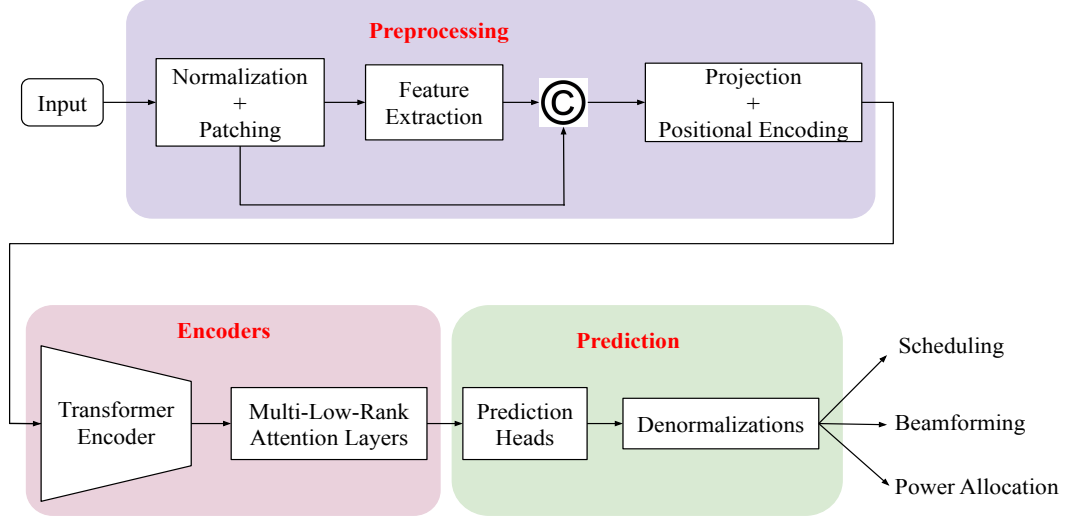 Preprocessing
Input
Normalization
+
Patching
Feature
Extraction
©
Projection
+
Positional Encoding
Encoders
Transformer
Encoder
Multi-Low-Rank
Attention Layers
Prediction
Prediction
Heads
Denormalizations
Scheduling
Beamforming
Power Allocation